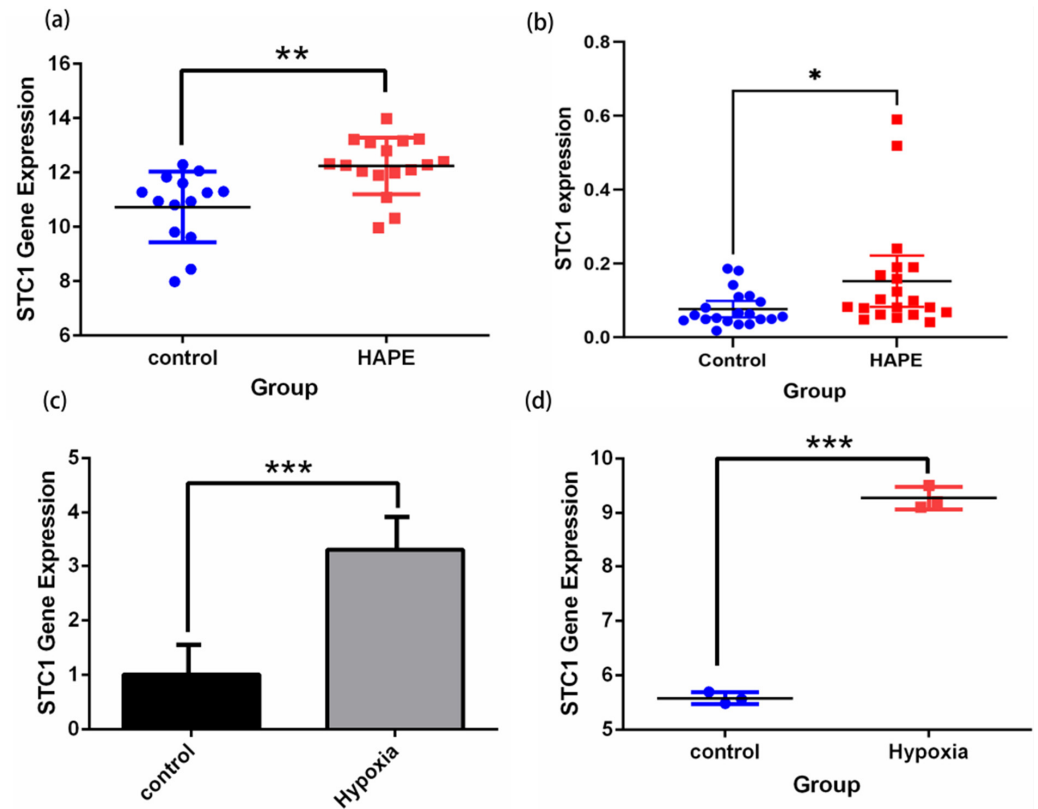 (a)
**
STC1 Gene Expression
16
14
12
10
8
6
control
HAPE
Group
(b)
*
STC1 expression
0.8
0.6
0.4
0.2
0.0
Control
HAPE
Group
(c)
***
STC1 Gene Expression
5
4
3
2
1
0
control
Hypoxia
(d)
***
STC1 Gene Expression
10
9
8
7
6
5
control
Hypoxia
Group